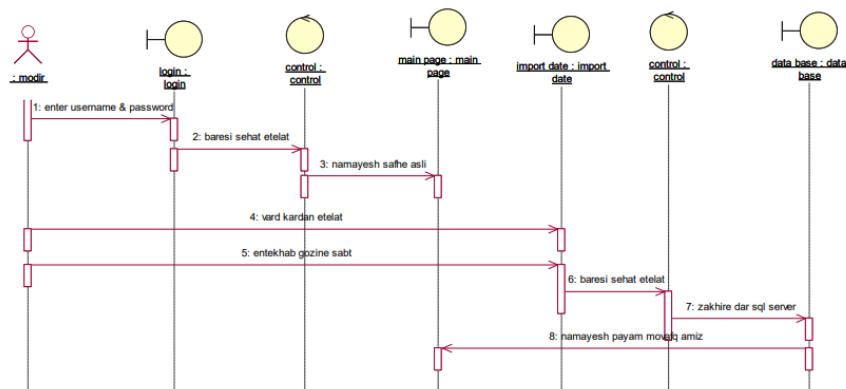 : modir
login :
login
control :
control
main page : main
page
import date : import
date
control :
control
data base : data
base
1: enter username & password
2: baresi sehat etelat
3: namayesh safhe asli
4: vard kardan etelat
5: entekhab gozine sabt
6: baresi sehat etelat
7: zakhire dar sql server
8: namayesh payam movafq amiz